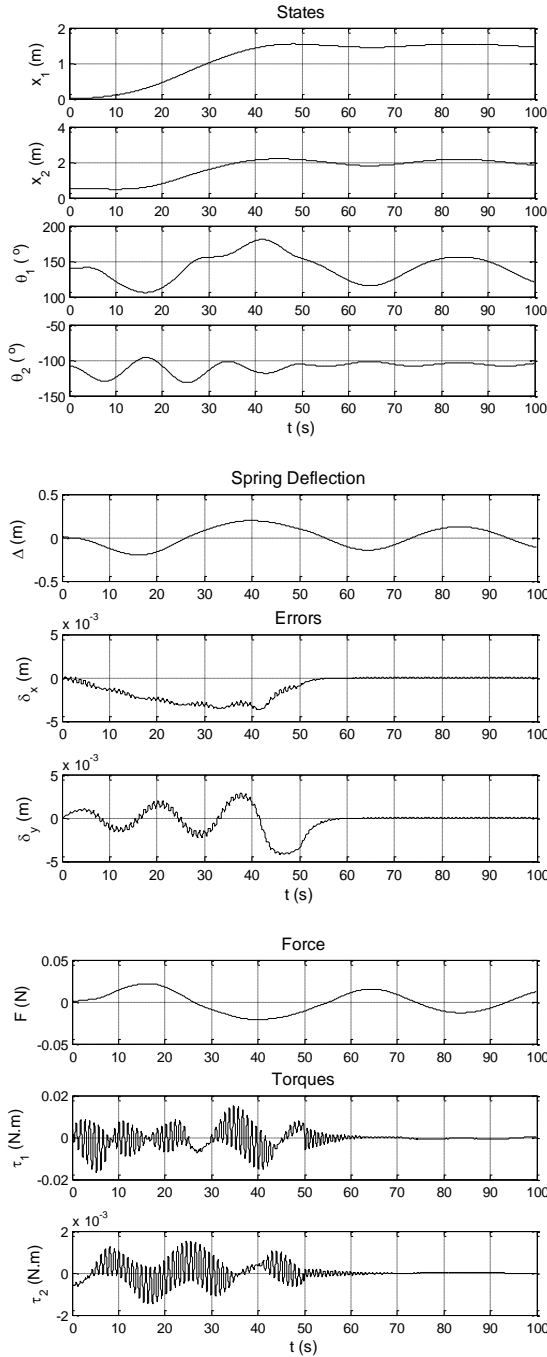 States
2
1
0
x₁ (m)
0 10 20 30 40 50 60 70 80 90 100
4
2
0
x₂ (m)
0 10 20 30 40 50 60 70 80 90 100
200
150
100
θ₁ ( º)
0 10 20 30 40 50 60 70 80 90 100
-50
-100
-150
θ₂ ( º)
0 10 20 30 40 50 60 70 80 90 100
t (s)
Spring Deflection
0.5
0
-0.5
Δ (m)
0 10 20 30 40 50 60 70 80 90 100
x 10⁻³
Errors
5
0
-5
δₓ (m)
0 10 20 30 40 50 60 70 80 90 100
x 10⁻³
5
0
-5
δ_y (m)
0 10 20 30 40 50 60 70 80 90 100
t (s)
Force
0.05
0
-0.05
F (N)
0 10 20 30 40 50 60 70 80 90 100
Torques
0.02
0
-0.02
τ₁ (N.m)
0 10 20 30 40 50 60 70 80 90 100
x 10⁻³
2
0
-2
τ₂ (N.m)
0 10 20 30 40 50 60 70 80 90 100
t (s)